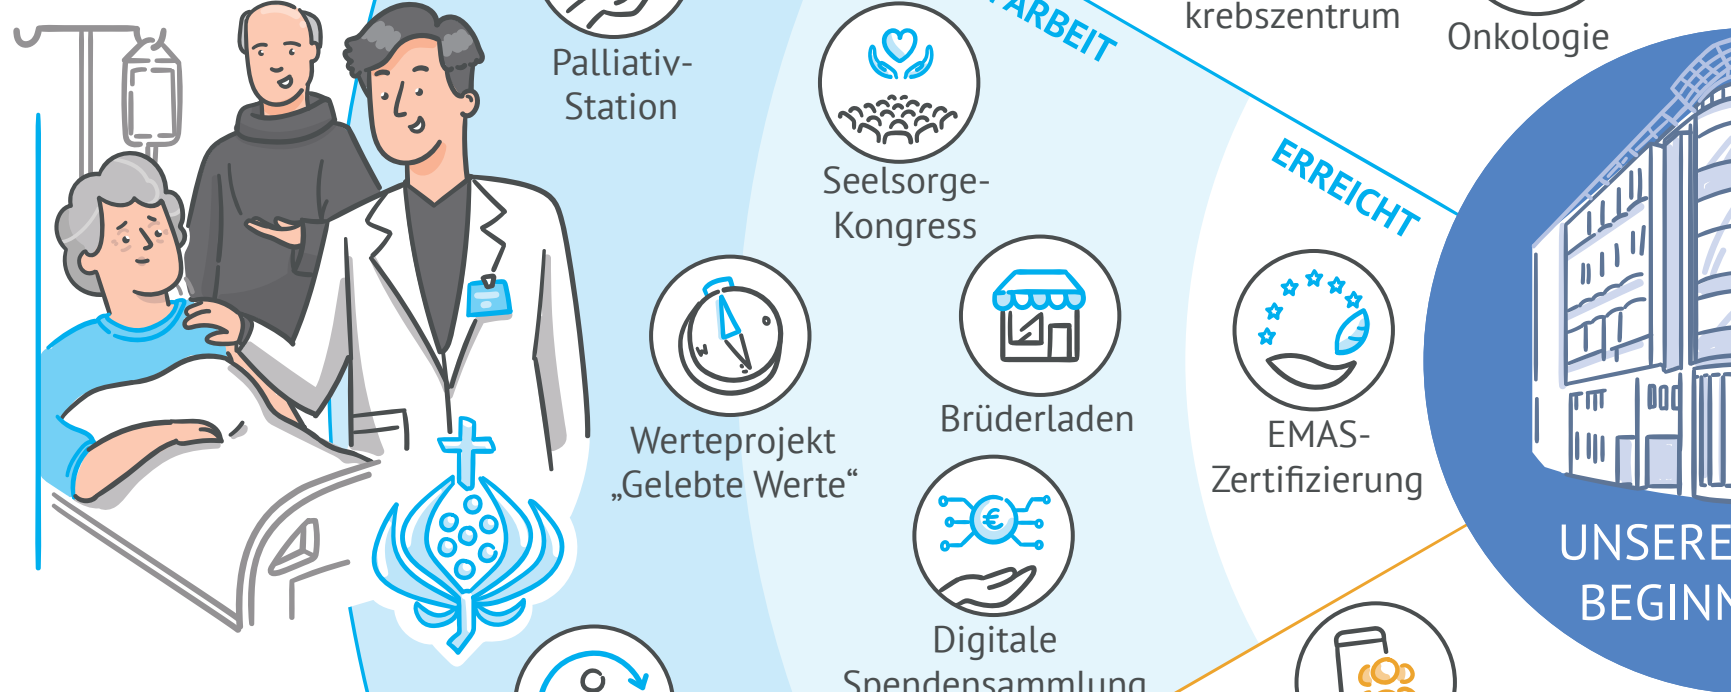 ARBEIT
krebszentrum
Onkologie
Palliativ-
Station
Seelsorge-
Kongress
ERREICHT
Werteprojekt
„Gelebte Werte“
Brüderladen
EMAS-
Zertifizierung
Digitale
Spendensammlung
UNSERE
BEGINN